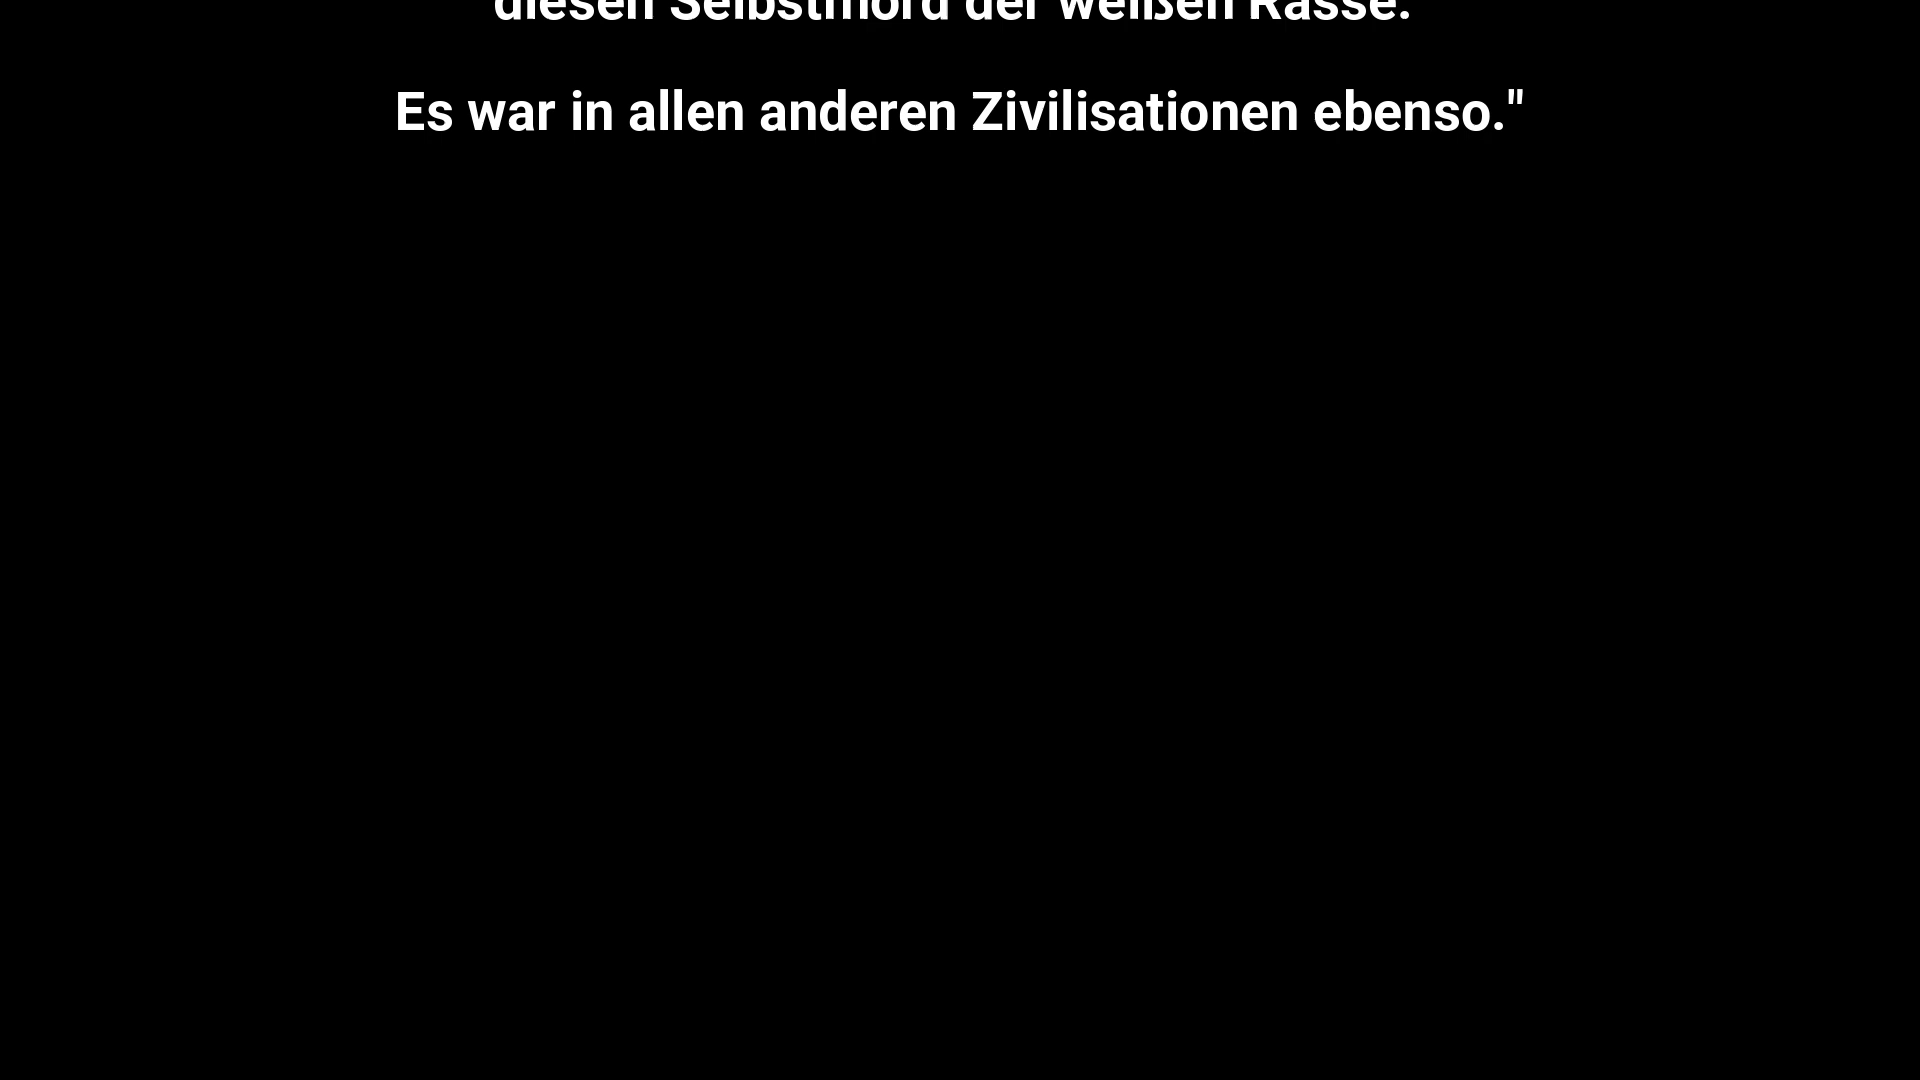 diesen Selbstmord der weißen Rasse.
Es war in allen anderen Zivilisationen ebenso."